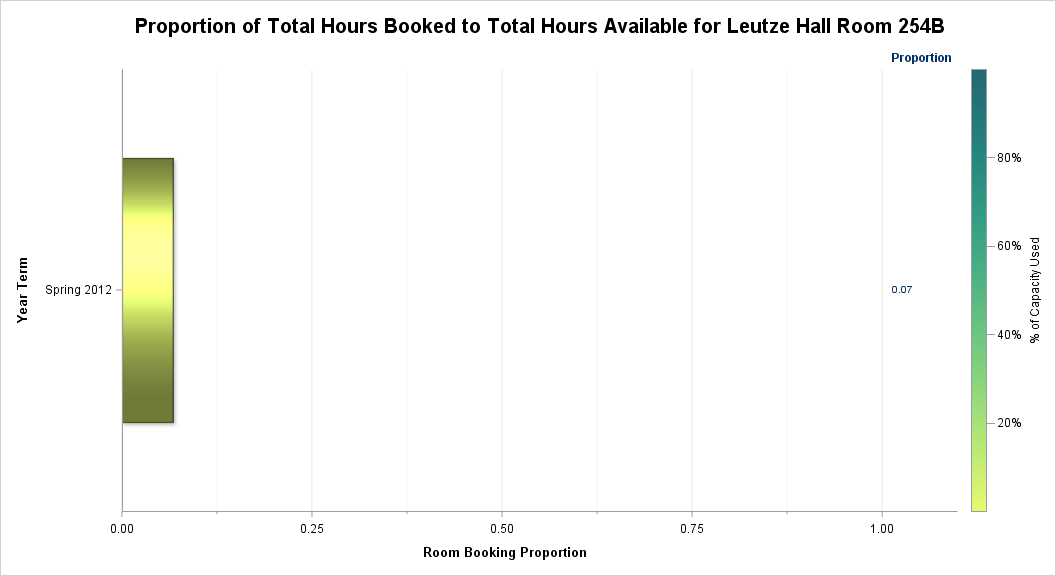 Proportion of Total Hours Booked to Total Hours Available for Leutze Hall Room 254B
Proportion
80%
60%
40%
20%
% of Capacity Used
Year Term
Spring 2012
0.07
0.00
0.25
0.50
0.75
1.00
Room Booking Proportion